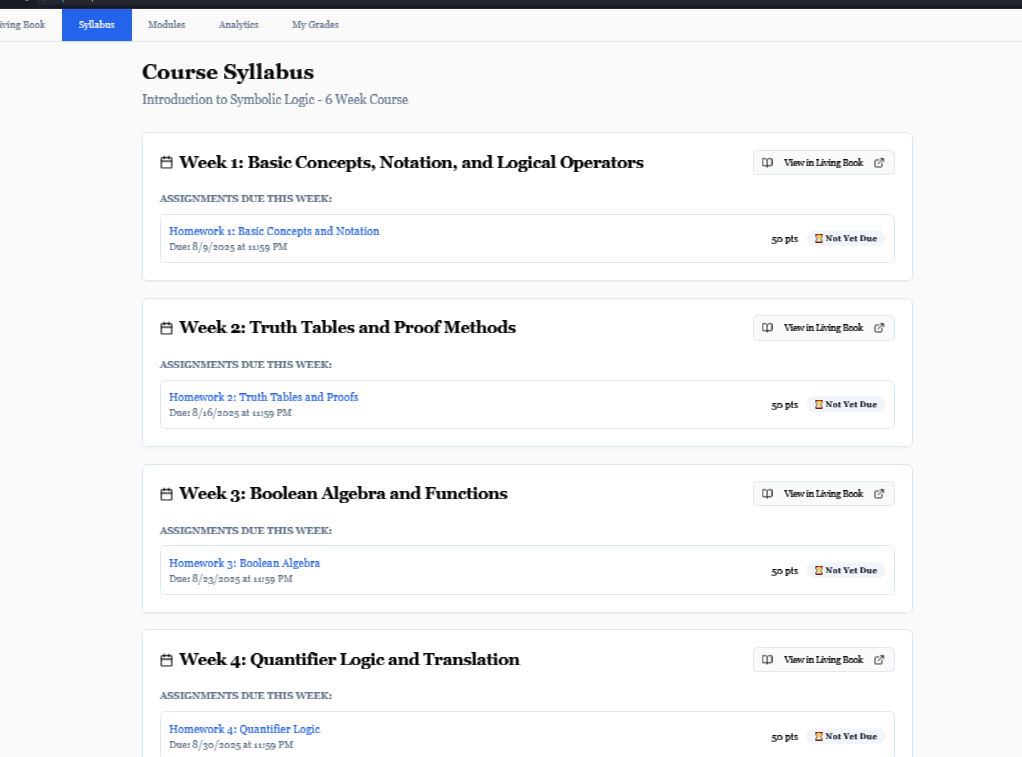 Living Book Syllabus Modules Analytics My Grades
Course Syllabus
Introduction to Symbolic Logic - 6 Week Course
Week 1: Basic Concepts, Notation, and Logical Operators
View in Living Book
ASSIGNMENTS DUE THIS WEEK:
Homework 1: Basic Concepts and Notation
Due: 8/9/2025 at 11:59 PM
50 pts
Not Yet Due
Week 2: Truth Tables and Proof Methods
View in Living Book
ASSIGNMENTS DUE THIS WEEK:
Homework 2: Truth Tables and Proofs
Due: 8/16/2025 at 11:59 PM
50 pts
Not Yet Due
Week 3: Boolean Algebra and Functions
View in Living Book
ASSIGNMENTS DUE THIS WEEK:
Homework 3: Boolean Algebra
Due: 8/23/2025 at 11:59 PM
50 pts
Not Yet Due
Week 4: Quantifier Logic and Translation
View in Living Book
ASSIGNMENTS DUE THIS WEEK:
Homework 4: Quantifier Logic
Due: 8/30/2025 at 11:59 PM
50 pts
Not Yet Due